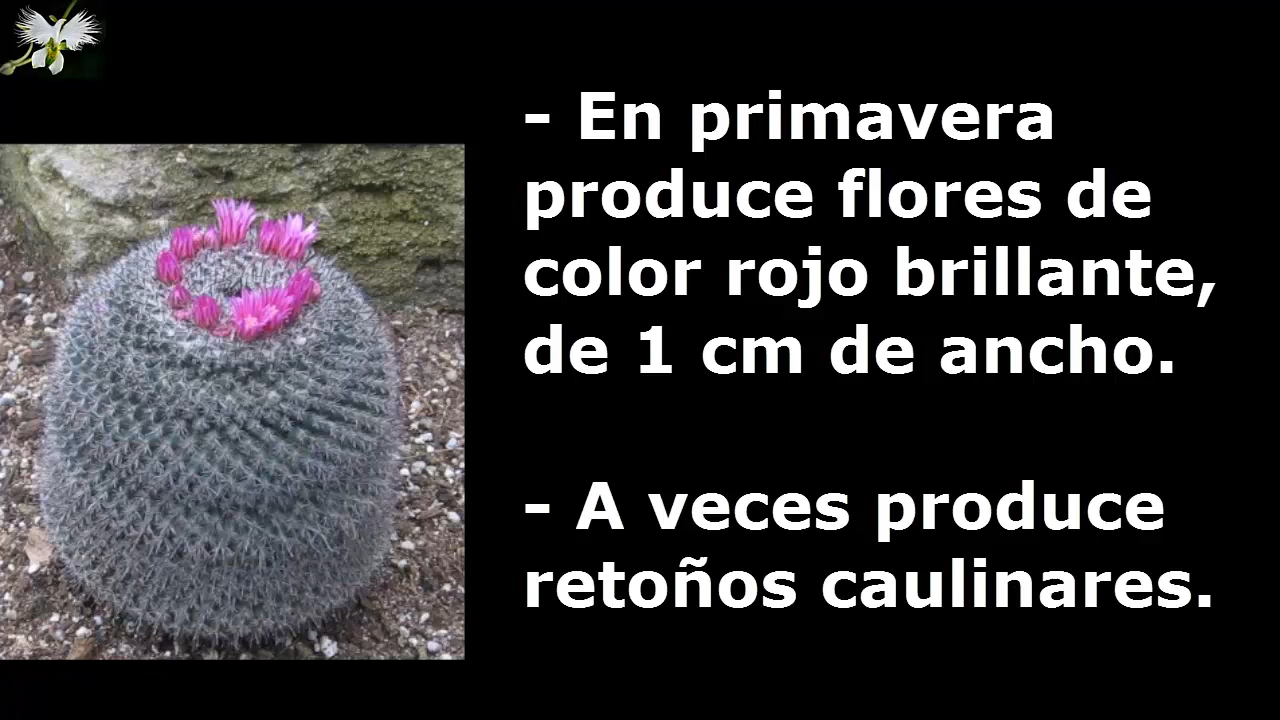 - En primavera
produce flores de
color rojo brillante,
de 1 cm de ancho.
- A veces produce
retoños caulinares.